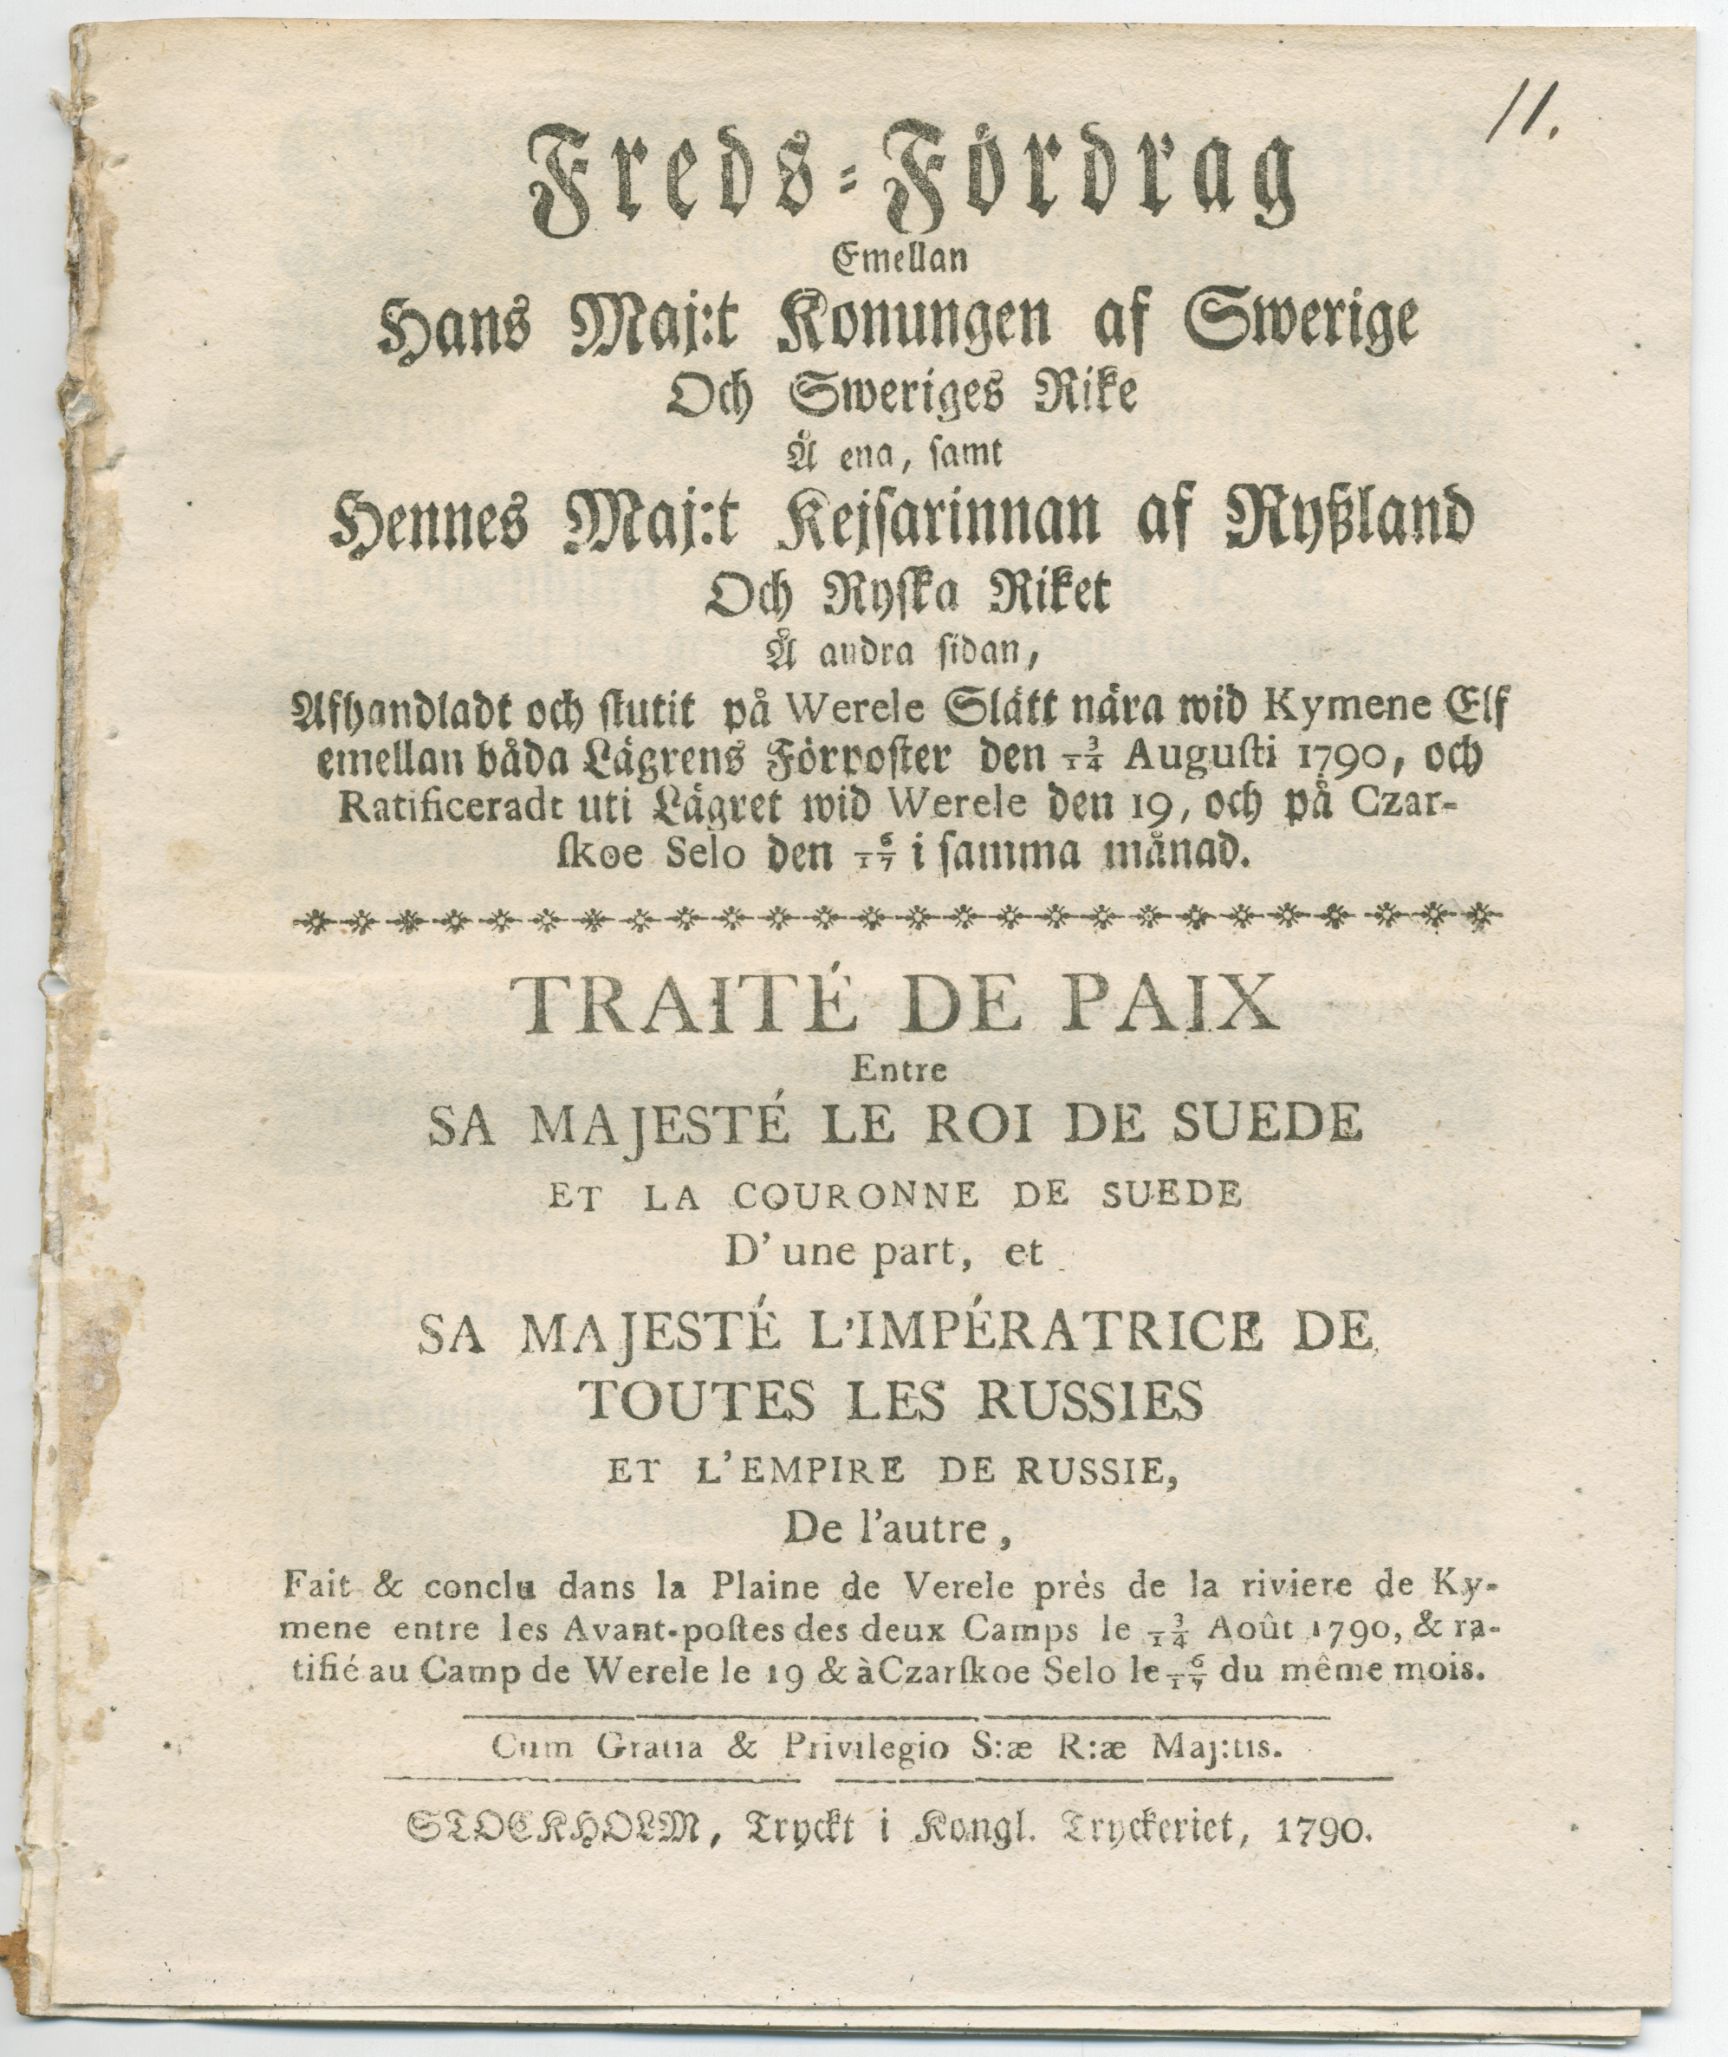 11.
Freds-Fördrag
Emellan
Hans Maj:t Konungen af Swerige
Och Sweriges Rike
Å ena, samt
Hennes Maj:t Kejsarinnan af Ryßland
Och Ryska Riket
Å andra sidan,
Afhandladt och slutit på Werele Slätt nära wid Kymene Elf
emellan båda Lägrens Förposter den 3/14 Augusti 1790, och
Ratificeradt uti Lägret wid Werele den 19, och på Czar-
skoe Selo den 6/17 i samma månad.
TRAITÉ DE PAIX
Entre
SA MAJESTÉ LE ROI DE SUEDE
ET LA COURONNE DE SUEDE
D'une part, et
SA MAJESTÉ L'IMPÉRATRICE DE
TOUTES LES RUSSIES
ET L'EMPIRE DE RUSSIE,
De l'autre,
Fait & conclu dans la Plaine de Verele près de la riviere de Ky-
mene entre les Avant-postes des deux Camps le 3/14 Août 1790, & ra-
tifié au Camp de Werele le 19 & à Czarskoe Selo le 6/17 du même mois.
Cum Gratia & Privilegio S:æ R:æ Maj:tis.
STOCKHOLM, Tryckt i Kongl. Tryckeriet, 1790.